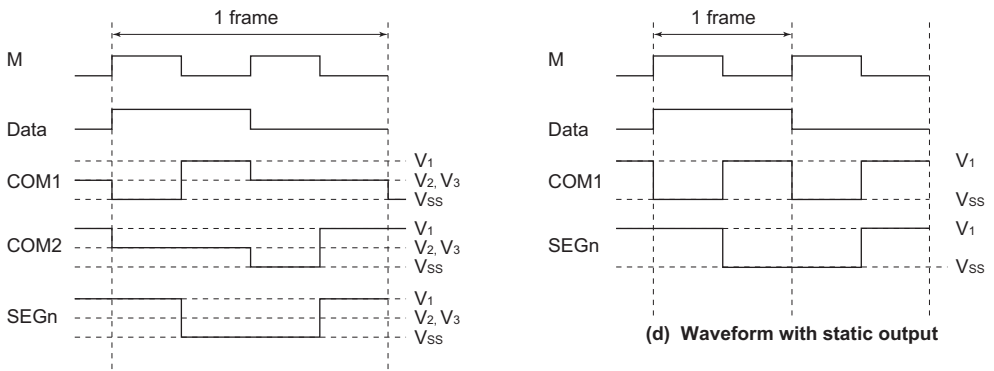 1 frame
M
Data
COM1
V1
V2, V3
VSS
COM2
V1
V2, V3
VSS
SEGn
V1
V2, V3
VSS
1 frame
M
Data
COM1
V1
VSS
SEGn
V1
VSS
(d) Waveform with static output